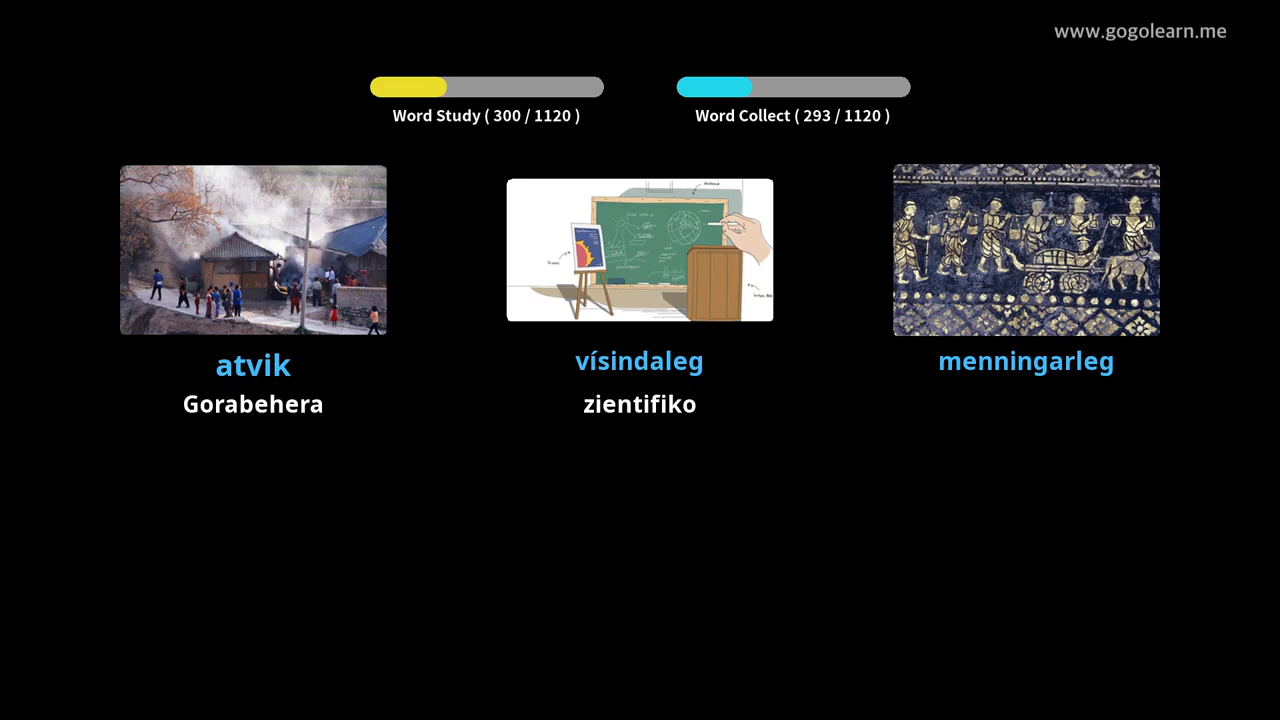 www.gogolearn.me
Word Study ( 300 / 1120 )
Word Collect ( 293 / 1120 )
atvik
vísindaleg
menningarleg
Gorabehera
zientifiko